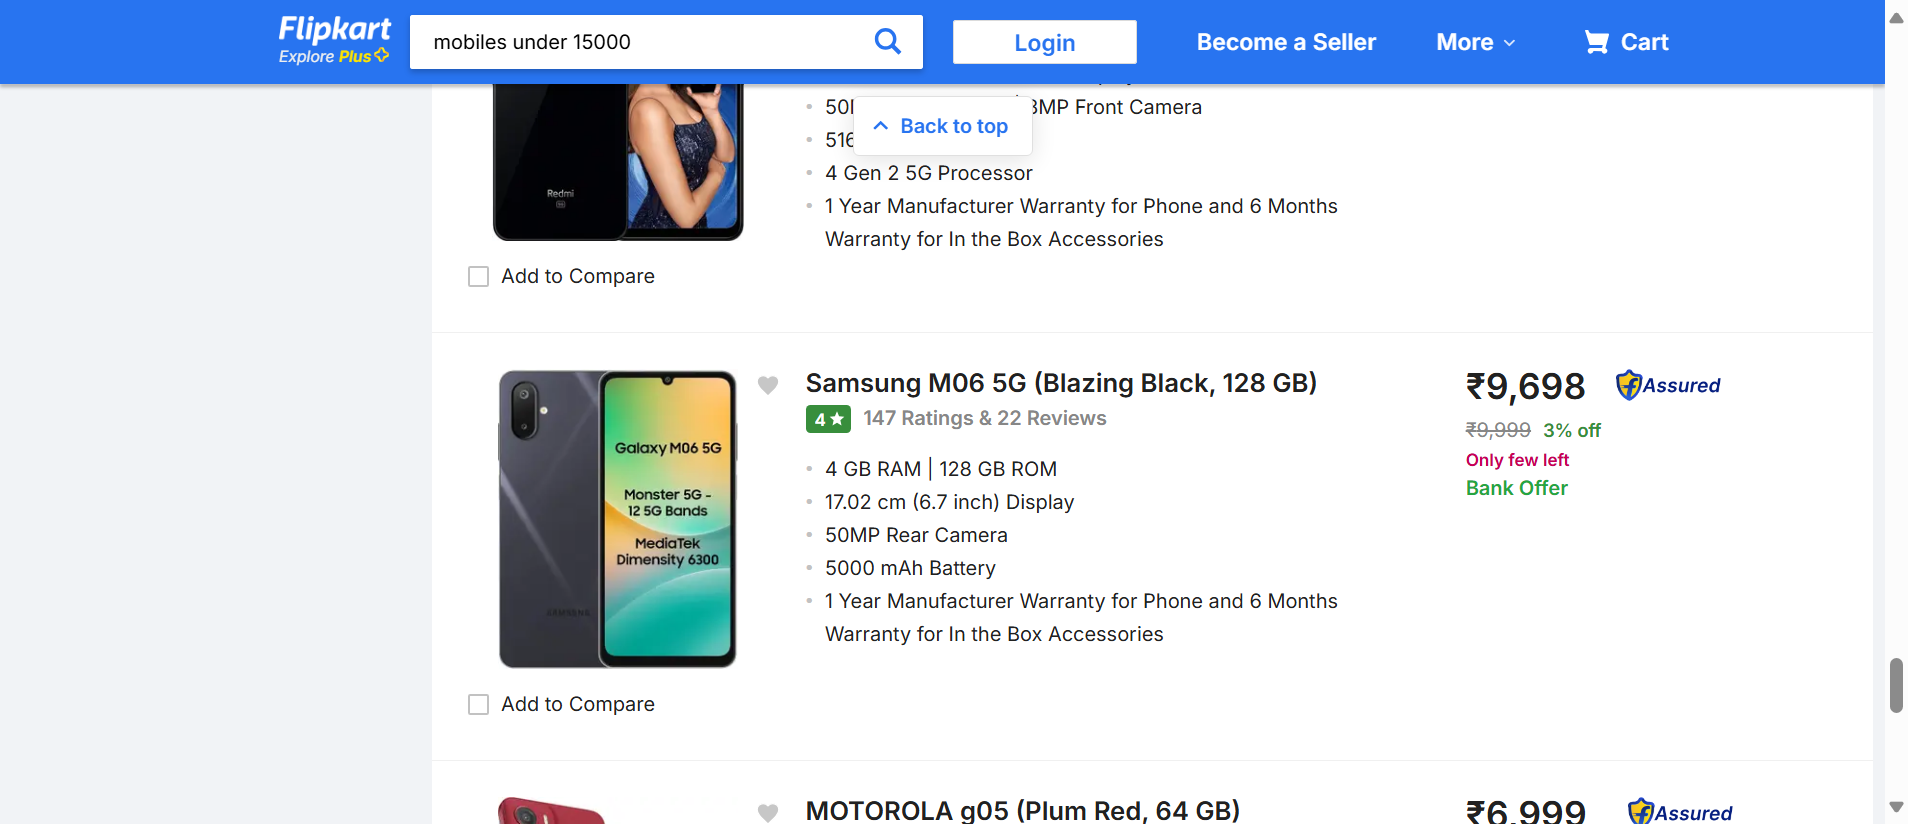 Flipkart
Explore Plus
mobiles under 15000
Login
Become a Seller
More
Cart
Back to top
Front Camera
4 Gen 2 5G Processor
1 Year Manufacturer Warranty for Phone and 6 Months
Warranty for In the Box Accessories
Redmi
Add to Compare
Galaxy M06 5G
Monster 5G -
12 5G Bands
MediaTek
Dimensity 6300
SAMSUNG
Samsung M06 5G (Blazing Black, 128 GB)
4★ 147 Ratings & 22 Reviews
4 GB RAM | 128 GB ROM
17.02 cm (6.7 inch) Display
50MP Rear Camera
5000 mAh Battery
1 Year Manufacturer Warranty for Phone and 6 Months
Warranty for In the Box Accessories
₹9,698
Assured
₹9,999 3% off
Only few left
Bank Offer
Add to Compare
MOTOROLA g05 (Plum Red, 64 GB)
₹6,999
Assured